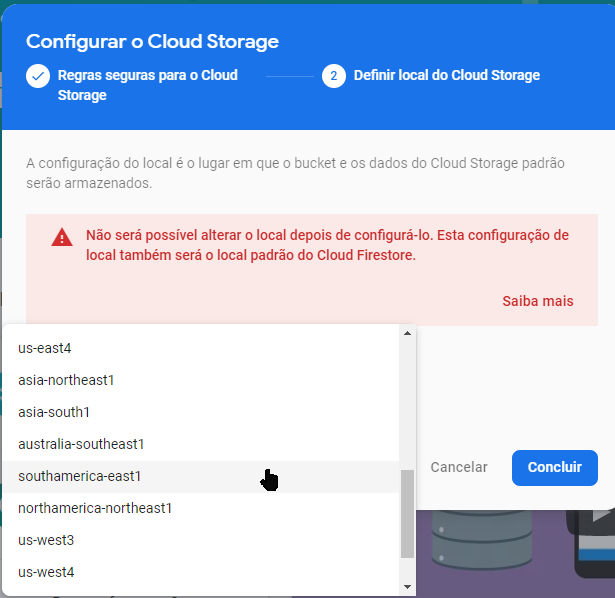 Configurar o Cloud Storage
Regras seguras para o Cloud
Storage
2
Definir local do Cloud Storage
A configuração do local é o lugar em que o bucket e os dados do Cloud Storage padrão
serão armazenados.
Não será possível alterar o local depois de configurá-lo. Esta configuração de
local também será o local padrão do Cloud Firestore.
Saiba mais
us-east4
asia-northeast1
asia-south1
australia-southeast1
southamerica-east1
northamerica-northeast1
us-west3
us-west4
Cancelar
Concluir